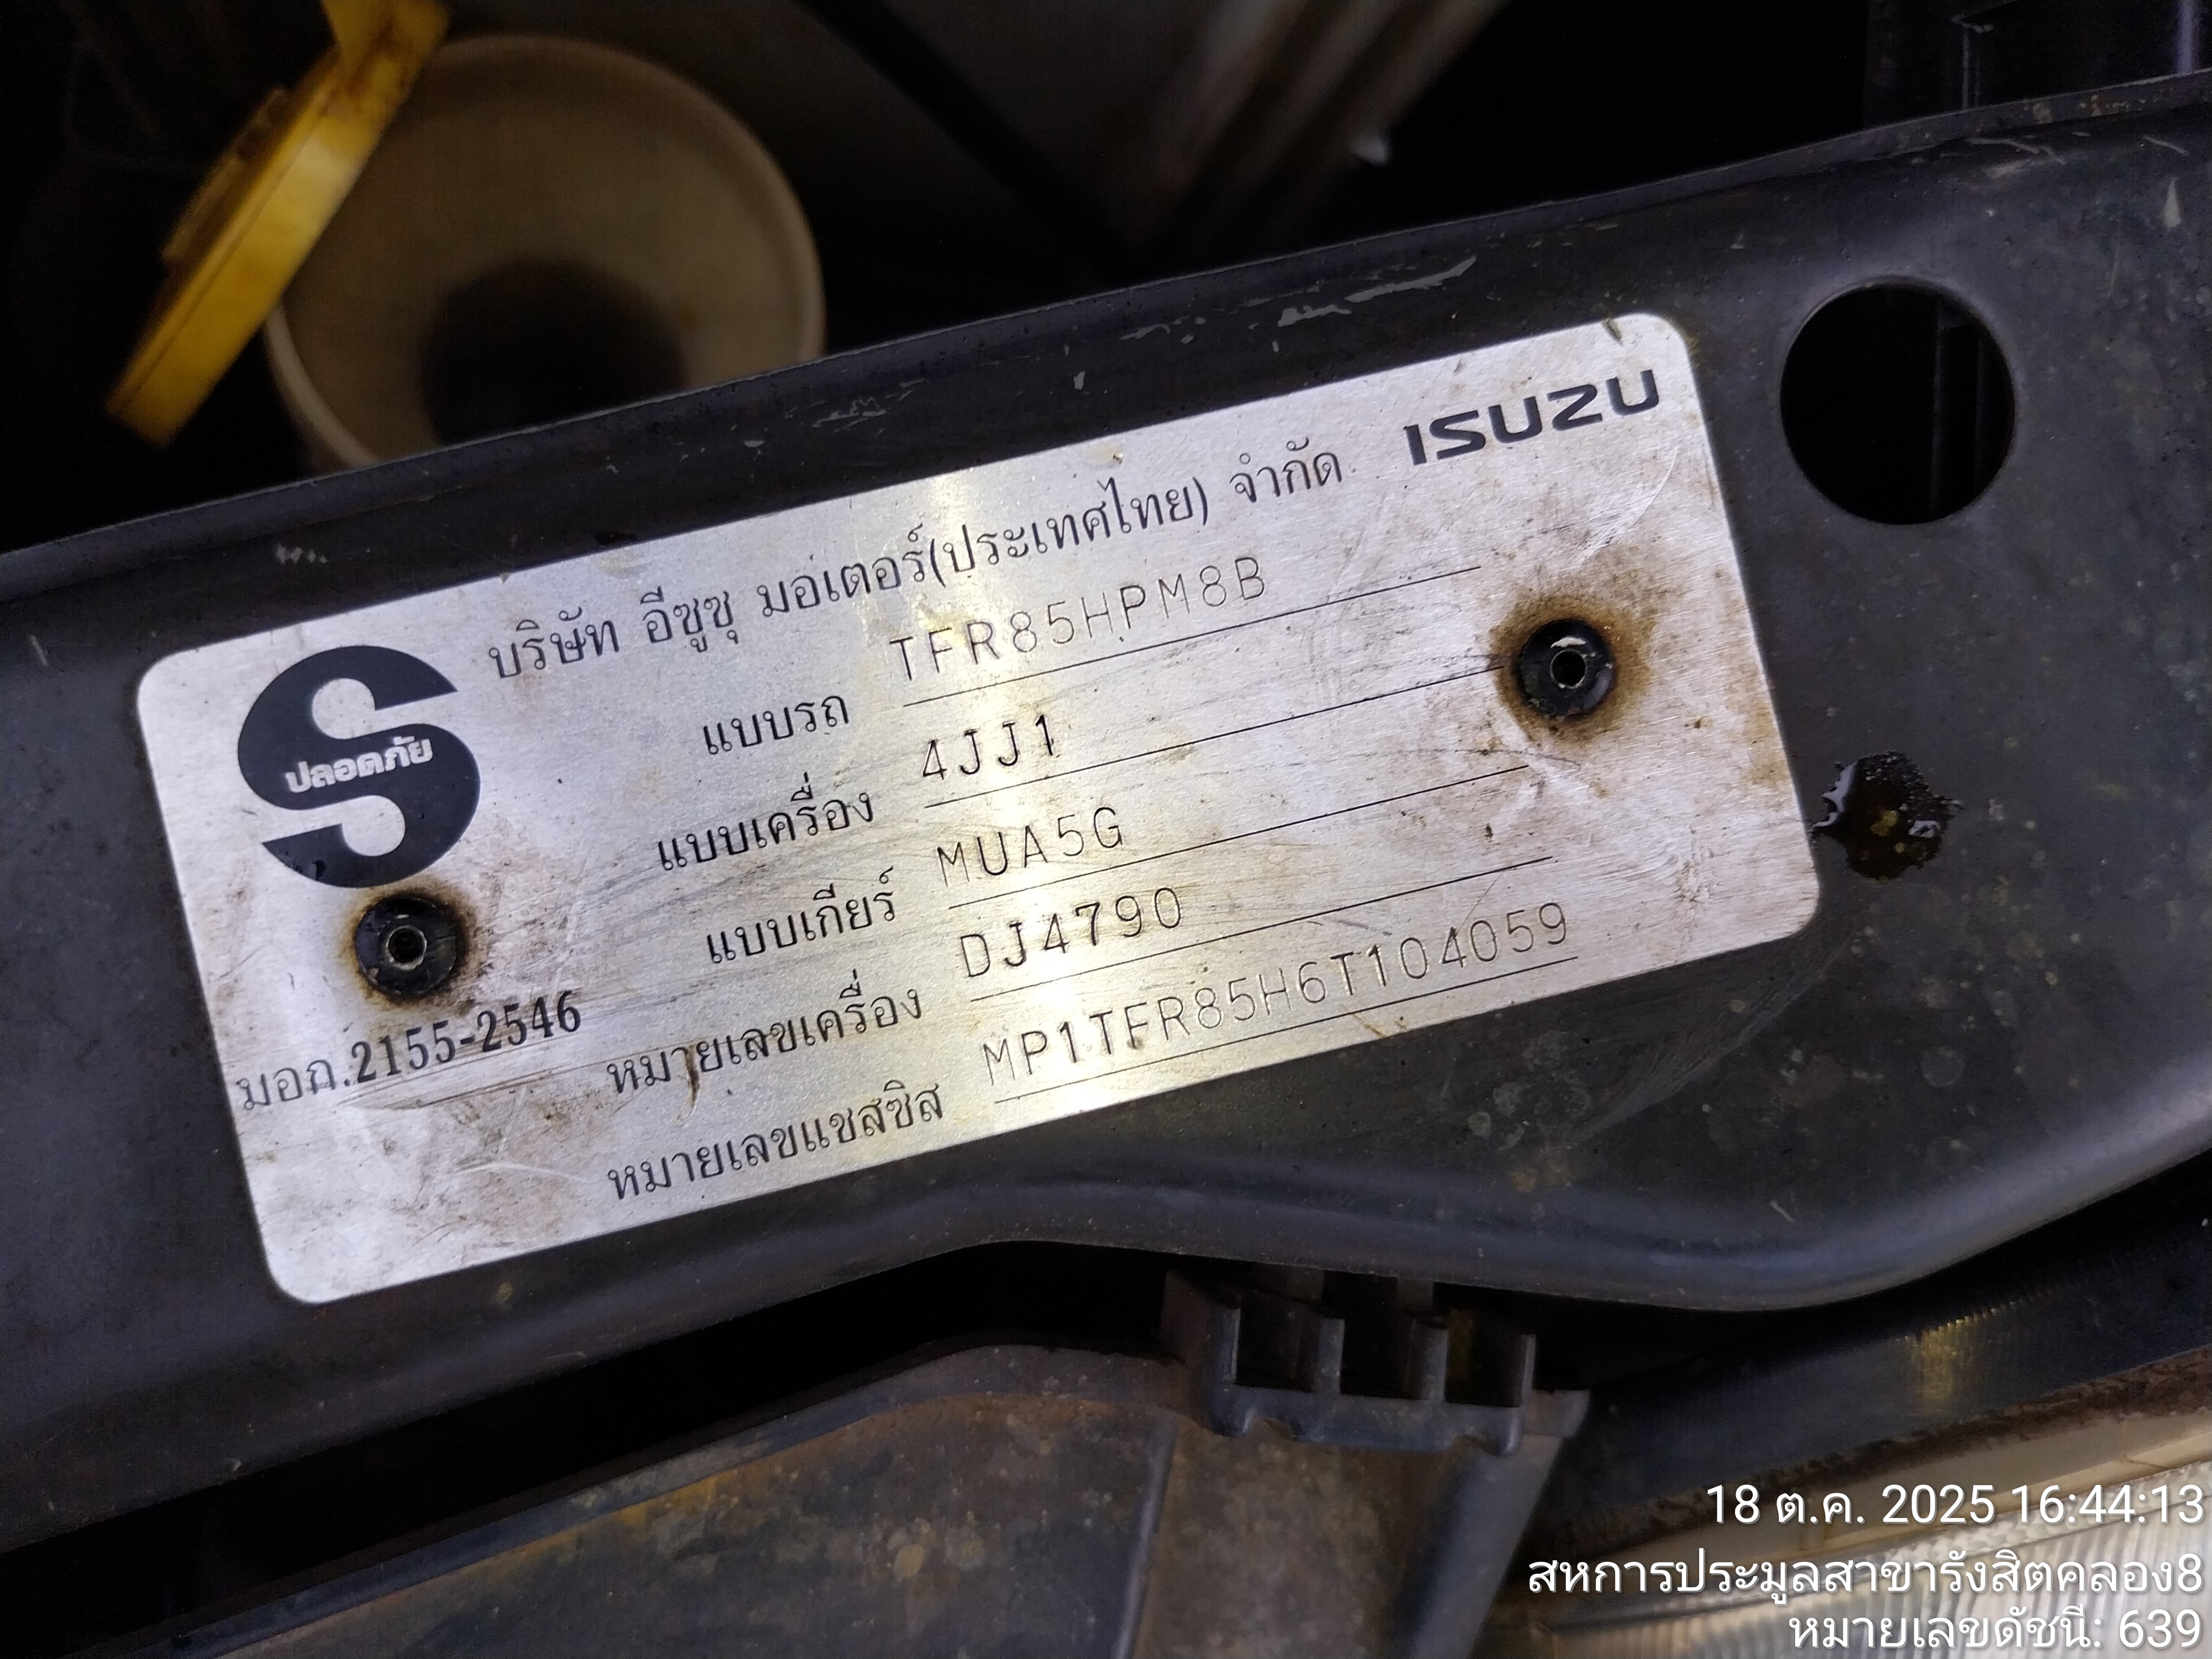 ISUZU
บริษัท อีซูซุ มอเตอร์(ประเทศไทย) จำกัด
ปลอดภัย
แบบรถ TFR85HPM8B
แบบเครื่อง 4JJ1
แบบเกียร์ MUA5G
หมายเลขเครื่อง DJ4790
หมายเลขแชสซิส MP1TFR85H6T104059
มอก.2155-2546
18 ต.ค. 2025 16:44:13
สหการประมูลสาขารังสิตคลอง8
หมายเลขดัชนี: 639